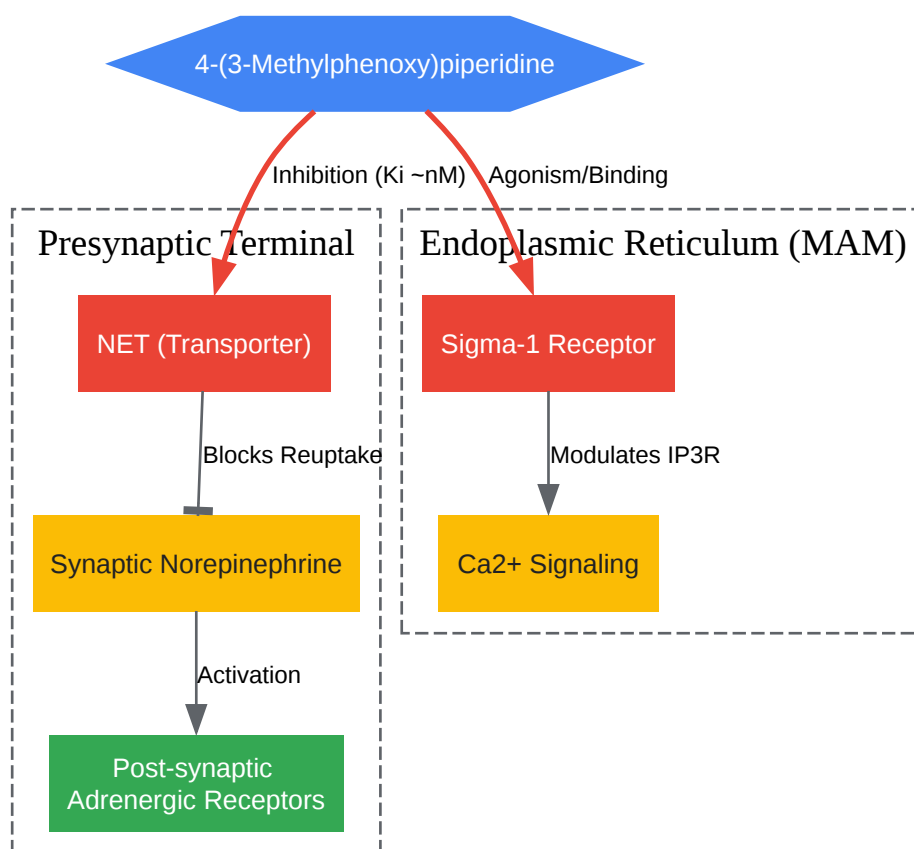 4-(3-Methylphenoxy)piperidine
Inhibition (Ki ~nM)
Agonism/Binding
Presynaptic Terminal
Endoplasmic Reticulum (MAM)
NET (Transporter)
Sigma-1 Receptor
Blocks Reuptake
Modulates IP3R
Synaptic Norepinephrine
Ca2+ Signaling
Activation
Post-synaptic
Adrenergic Receptors